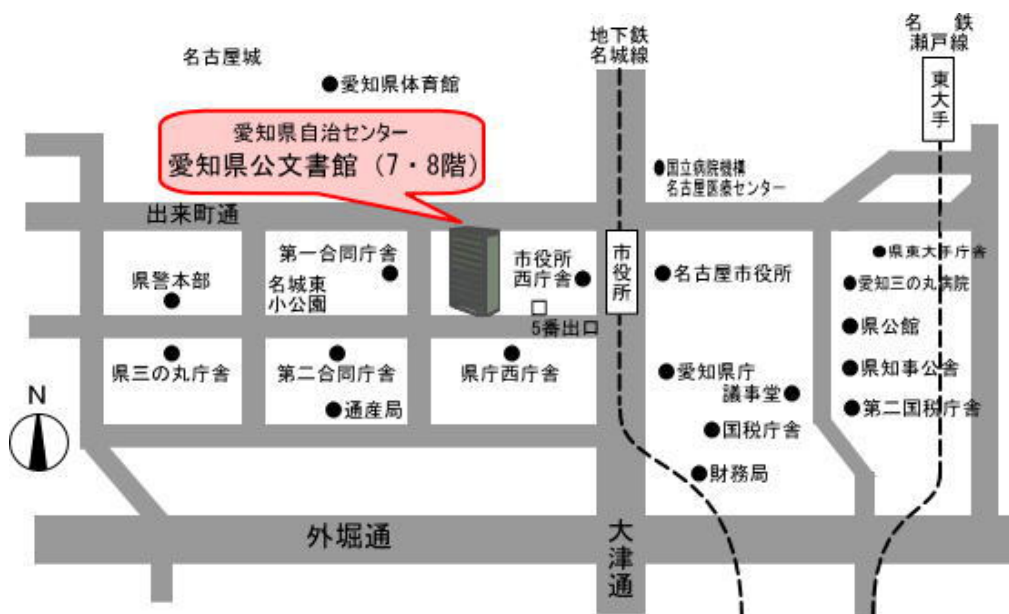 地下鉄
名城線
名　鉄
瀬戸線
名古屋城
愛知県体育館
東大手
愛知県自治センター
愛知県公文書館（7・8階）
国立病院機構
名古屋医療センター
出来町通
第一合同庁舎
市役所
西庁舎
市役所
名古屋市役所
県東大手庁舎
県警本部
名城東
小公園
愛知三の丸病院
5番出口
県公館
県三の丸庁舎
第二合同庁舎
県庁西庁舎
愛知県庁
議事堂
県知事公舎
N
通産局
国税庁舎
第二国税庁舎
財務局
外堀通
大津通